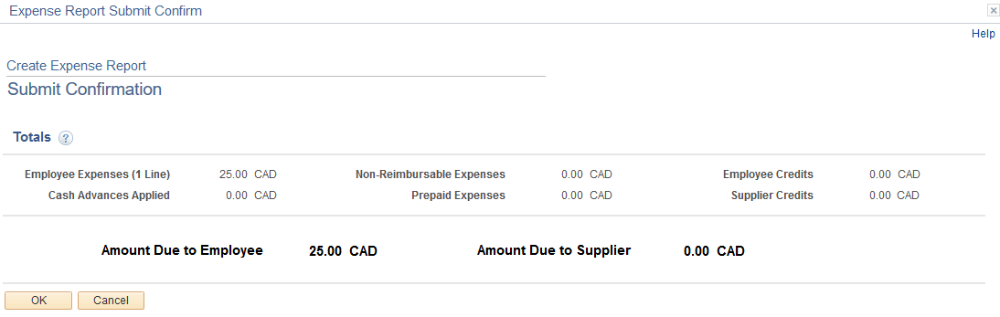 Expense Report Submit Confirm
Help
Create Expense Report
Submit Confirmation
Totals ?
Employee Expenses (1 Line) 25.00 CAD Non-Reimbursable Expenses 0.00 CAD Employee Credits 0.00 CAD
Cash Advances Applied 0.00 CAD Prepaid Expenses 0.00 CAD Supplier Credits 0.00 CAD
Amount Due to Employee 25.00 CAD Amount Due to Supplier 0.00 CAD
OK Cancel